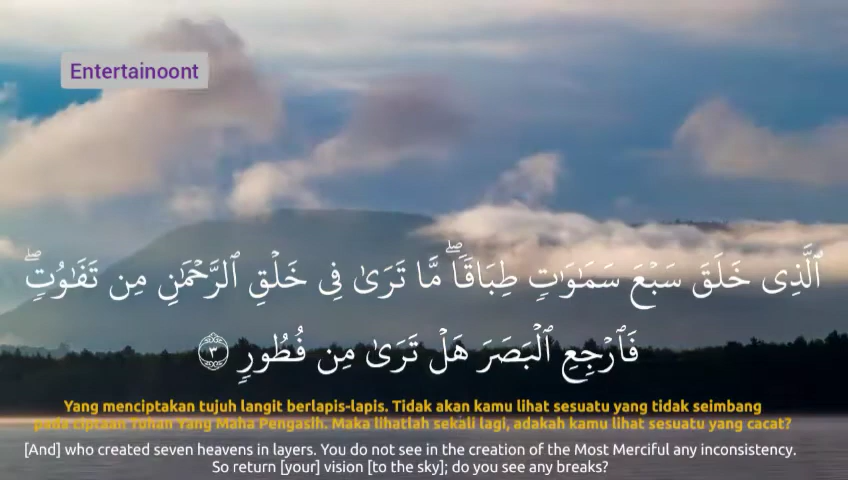 Entertainoont
ٱلَّذِى خَلَقَ سَبْعَ سَمَـٰوَٰتٍ طِبَاقًا ۖ مَّا تَرَىٰ فِى خَلْقِ ٱلرَّحْمَـٰنِ مِن تَفَـٰوُتٍ ۖ
فَٱرْجِعِ ٱلْبَصَرَ هَلْ تَرَىٰ مِن فُطُورٍ ٣
Yang menciptakan tujuh langit berlapis-lapis. Tidak akan kamu lihat sesuatu yang tidak seimbang
pada ciptaan Tuhan Yang Maha Pengasih. Maka lihatlah sekali lagi, adakah kamu lihat sesuatu yang cacat?
[And] who created seven heavens in layers. You do not see in the creation of the Most Merciful any inconsistency.
So return [your] vision [to the sky]; do you see any breaks?